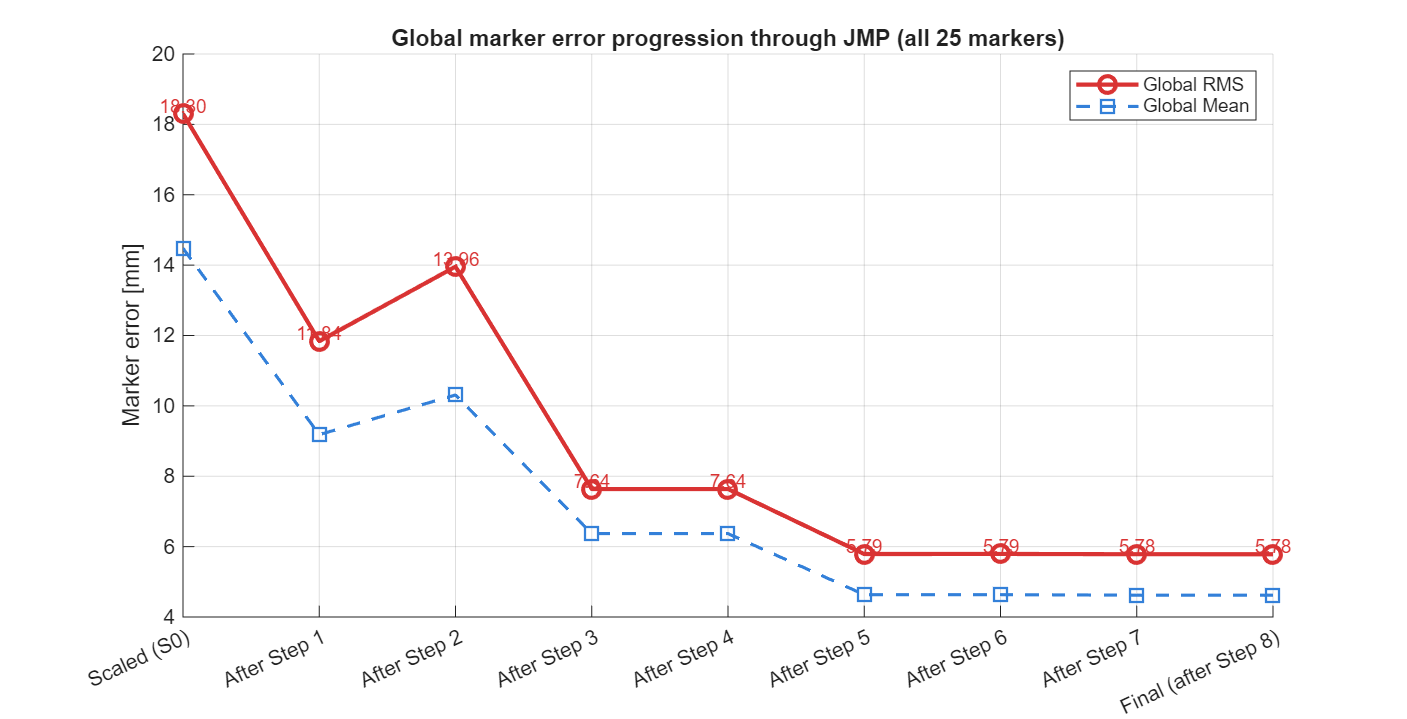 Global marker error progression through JMP (all 25 markers)
Global RMS
Global Mean
Marker error [mm]
20
18
16
14
12
10
8
6
4
18.30
11.84
13.96
7.64
7.64
5.79
5.79
5.78
5.78
Scaled (S0)
After Step 1
After Step 2
After Step 3
After Step 4
After Step 5
After Step 6
After Step 7
Final (after Step 8)